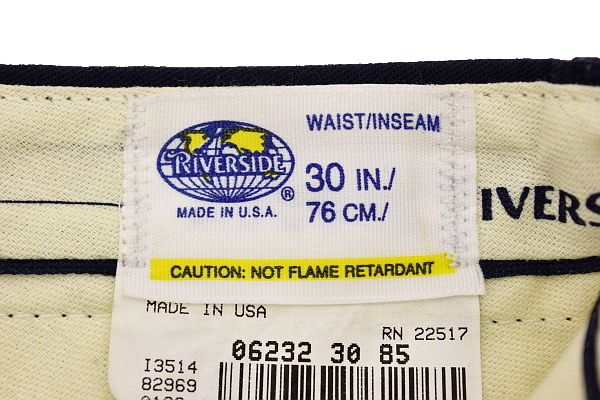 WAIST/INSEAM
RIVERSIDE
®
30 IN./
MADE IN U.S.A.
76 CM./
IVERS
CAUTION: NOT FLAME RETARDANT
MADE IN USA
RN 22517
06232 30 85
I3514
82969